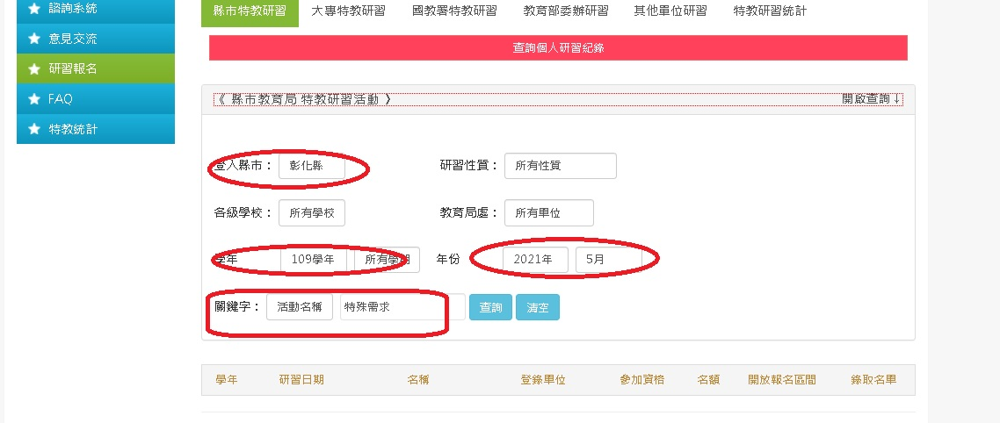 諮詢系統
意見交流
研習報名
FAQ
特教統計
縣市特教研習 大專特教研習 國教署特教研習 教育部委辦研習 其他單位研習 特教研習統計
查詢個人研習紀錄
《 縣市教育局 特教研習活動 》 開啟查詢↓
登入縣市： 彰化縣 研習性質： 所有性質
各級學校： 所有學校 教育局處： 所有單位
學年 109學年 所有學期 年份 2021年 5月
關鍵字： 活動名稱 特殊需求 查詢 清空
學年 研習日期 名稱 登錄單位 參加資格 名額 開放報名區間 錄取名單